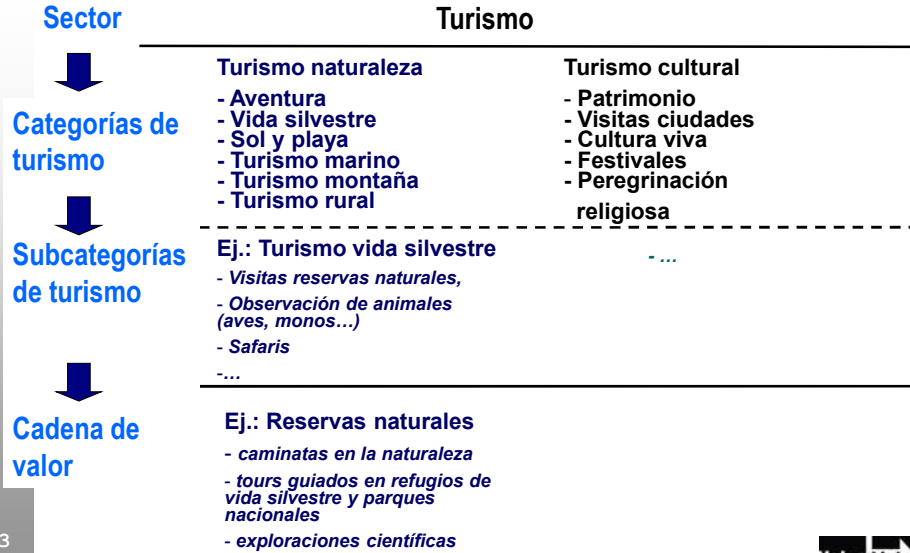 Sector
Turismo
Turismo naturaleza
- Aventura
- Vida silvestre
- Sol y playa
- Turismo marino
- Turismo montaña
- Turismo rural
Turismo cultural
- Patrimonio
- Visitas ciudades
- Cultura viva
- Festivales
- Peregrinación
religiosa
Categorías de
turismo
Subcategorías
de turismo
Ej.: Turismo vida silvestre
- Visitas reservas naturales,
- Observación de animales
(aves, monos…)
- Safaris
-…
- …
Cadena de
valor
Ej.: Reservas naturales
- caminatas en la naturaleza
- tours guiados en refugios de
vida silvestre y parques
nacionales
- exploraciones científicas
3